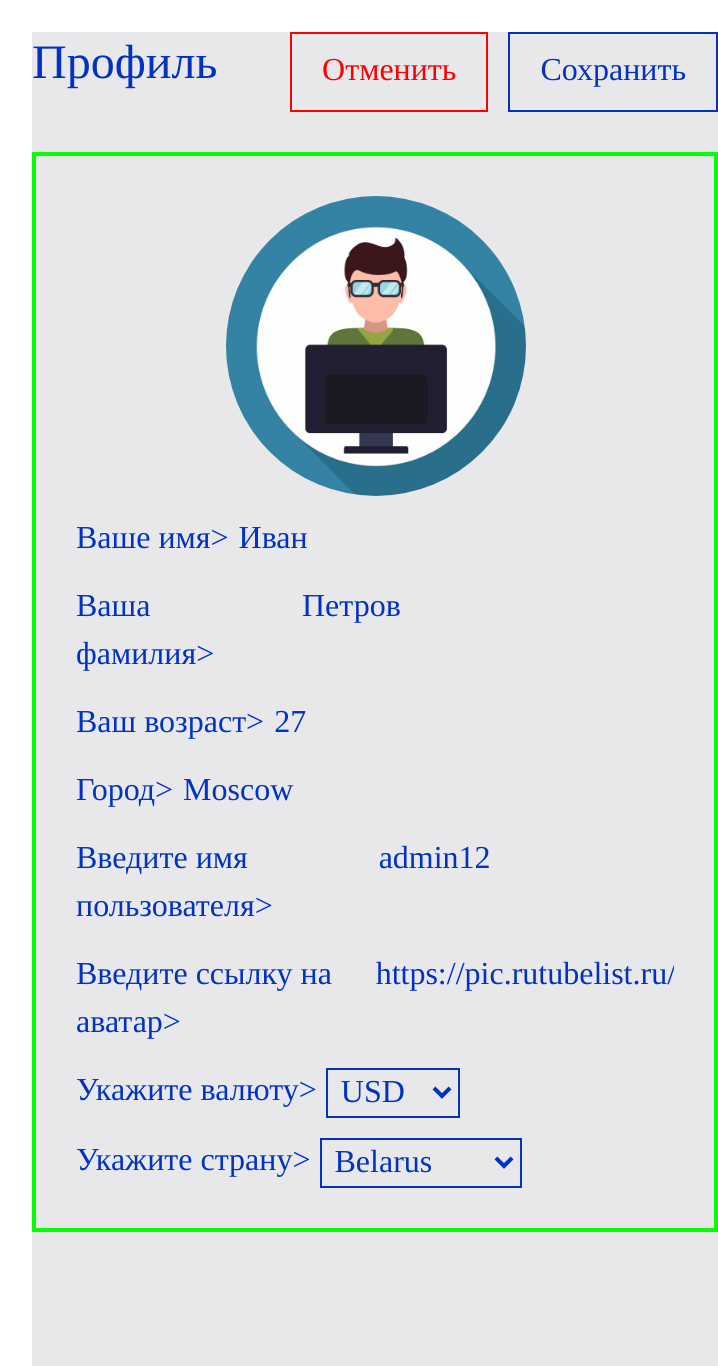 Профиль
Отменить
Сохранить
Ваше имя> Иван
Ваша Петров
фамилия>
Ваш возраст> 27
Город> Moscow
Введите имя admin12
пользователя>
Введите ссылку на https://pic.rutubelist.ru/
аватар>
Укажите валюту> USD
Укажите страну> Belarus